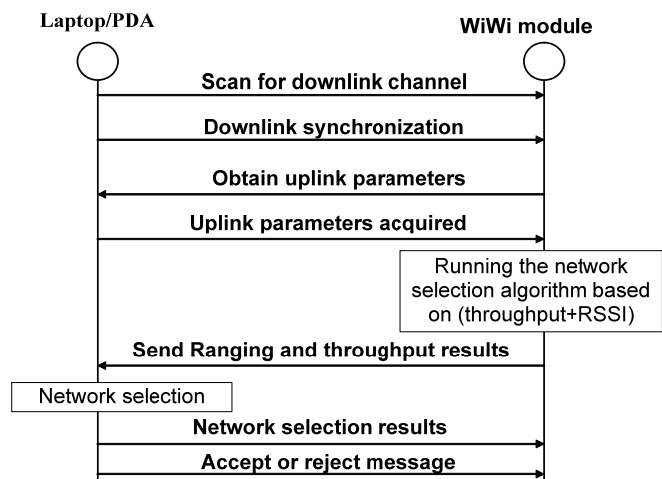 Laptop/PDA
WiWi module
Scan for downlink channel
Downlink synchronization
Obtain uplink parameters
Uplink parameters acquired
Running the network
selection algorithm based
on (throughput+RSSI)
Send Ranging and throughput results
Network selection
Network selection results
Accept or reject message